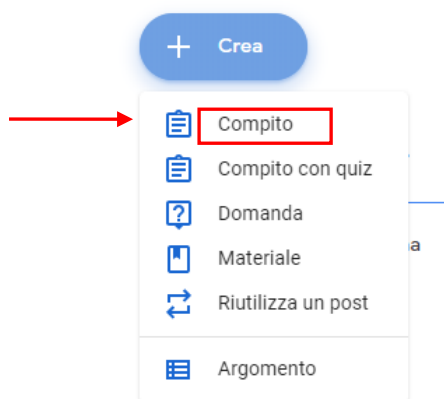 Crea
Compito
Compito con quiz
Domanda
Materiale
Riutilizza un post
Argomento